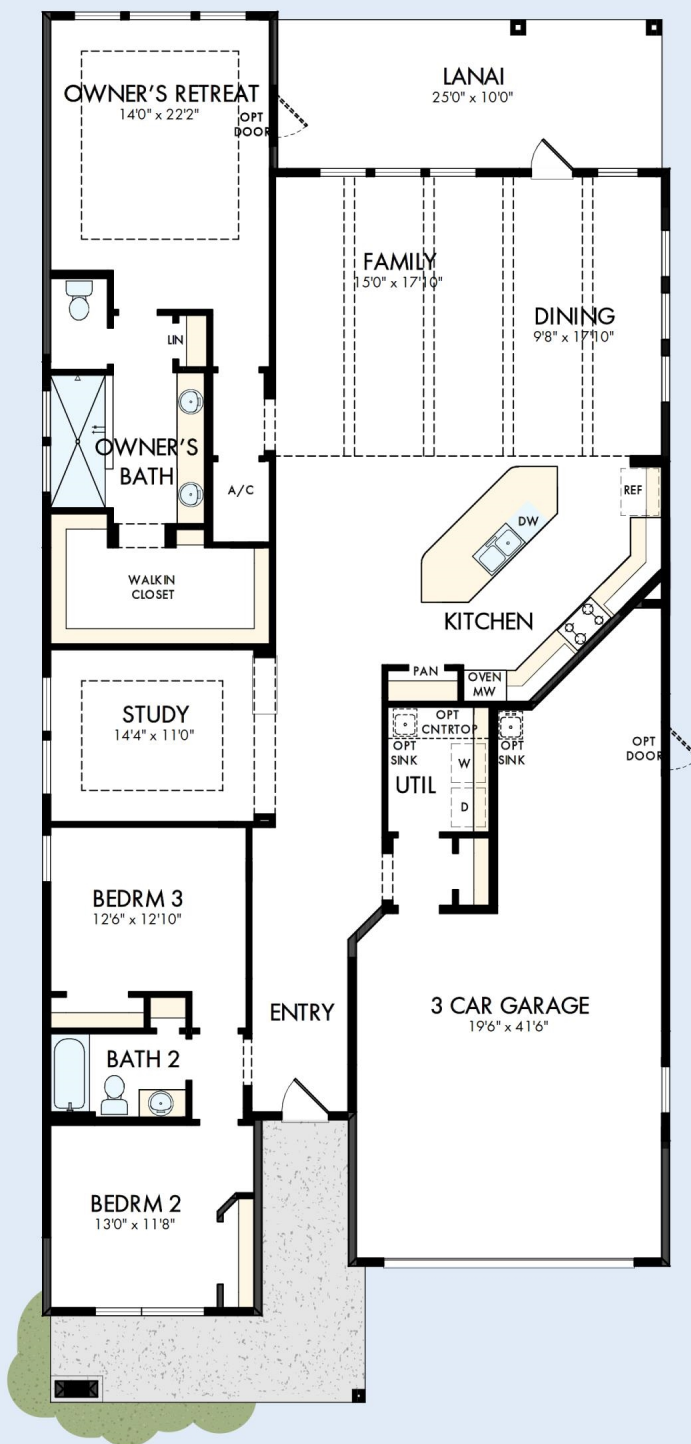 OWNER'S RETREAT
14'0" x 22'2"
OPT
DOOR
LANAI
25'0" x 10'0"
FAMILY
15'0" x 17'10"
DINING
9'8" x 17'10"
LIN
OWNER'S
BATH
A/C
REF
DW
WALKIN
CLOSET
KITCHEN
PAN
OVEN
MW
STUDY
14'4" x 11'0"
OPT
CNTRTOP
OPT
SINK
OPT
SINK
OPT
DOOR
W
UTIL
D
BEDRM 3
12'6" x 12'10"
ENTRY
3 CAR GARAGE
19'6" x 41'6"
BATH 2
BEDRM 2
13'0" x 11'8"